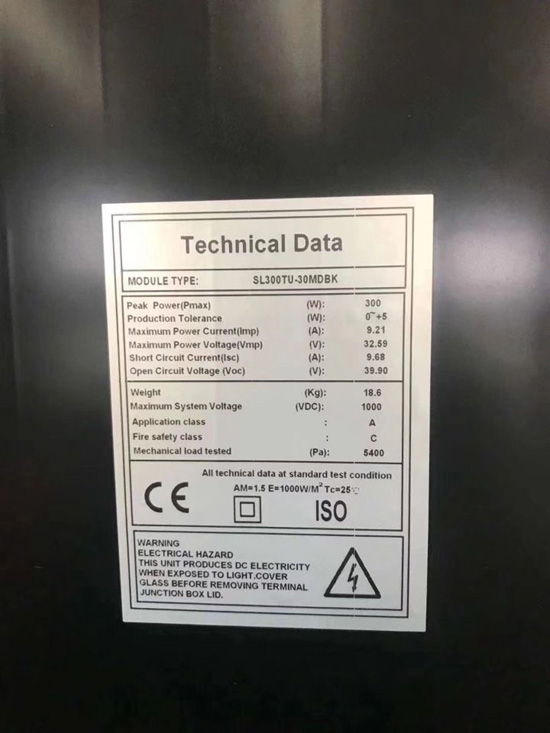 Technical Data
MODULE TYPE: SL300TU-30MDBK
Peak Power(Pmax) (W): 300
Production Tolerance (W): 0~+5
Maximum Power Current(Imp) (A): 9.21
Maximum Power Voltage(Vmp) (V): 32.59
Short Circuit Current(Isc) (A): 9.68
Open Circuit Voltage (Voc) (V): 39.90
Weight (Kg): 18.6
Maximum System Voltage (VDC): 1000
Application class : A
Fire safety class : C
Mechanical load tested (Pa): 5400
All technical data at standard test condition
AM=1.5 E=1000W/M² Tc=25℃
CE ISO
WARNING
ELECTRICAL HAZARD
THIS UNIT PRODUCES DC ELECTRICITY
WHEN EXPOSED TO LIGHT.COVER
GLASS BEFORE REMOVING TERMINAL
JUNCTION BOX LID.